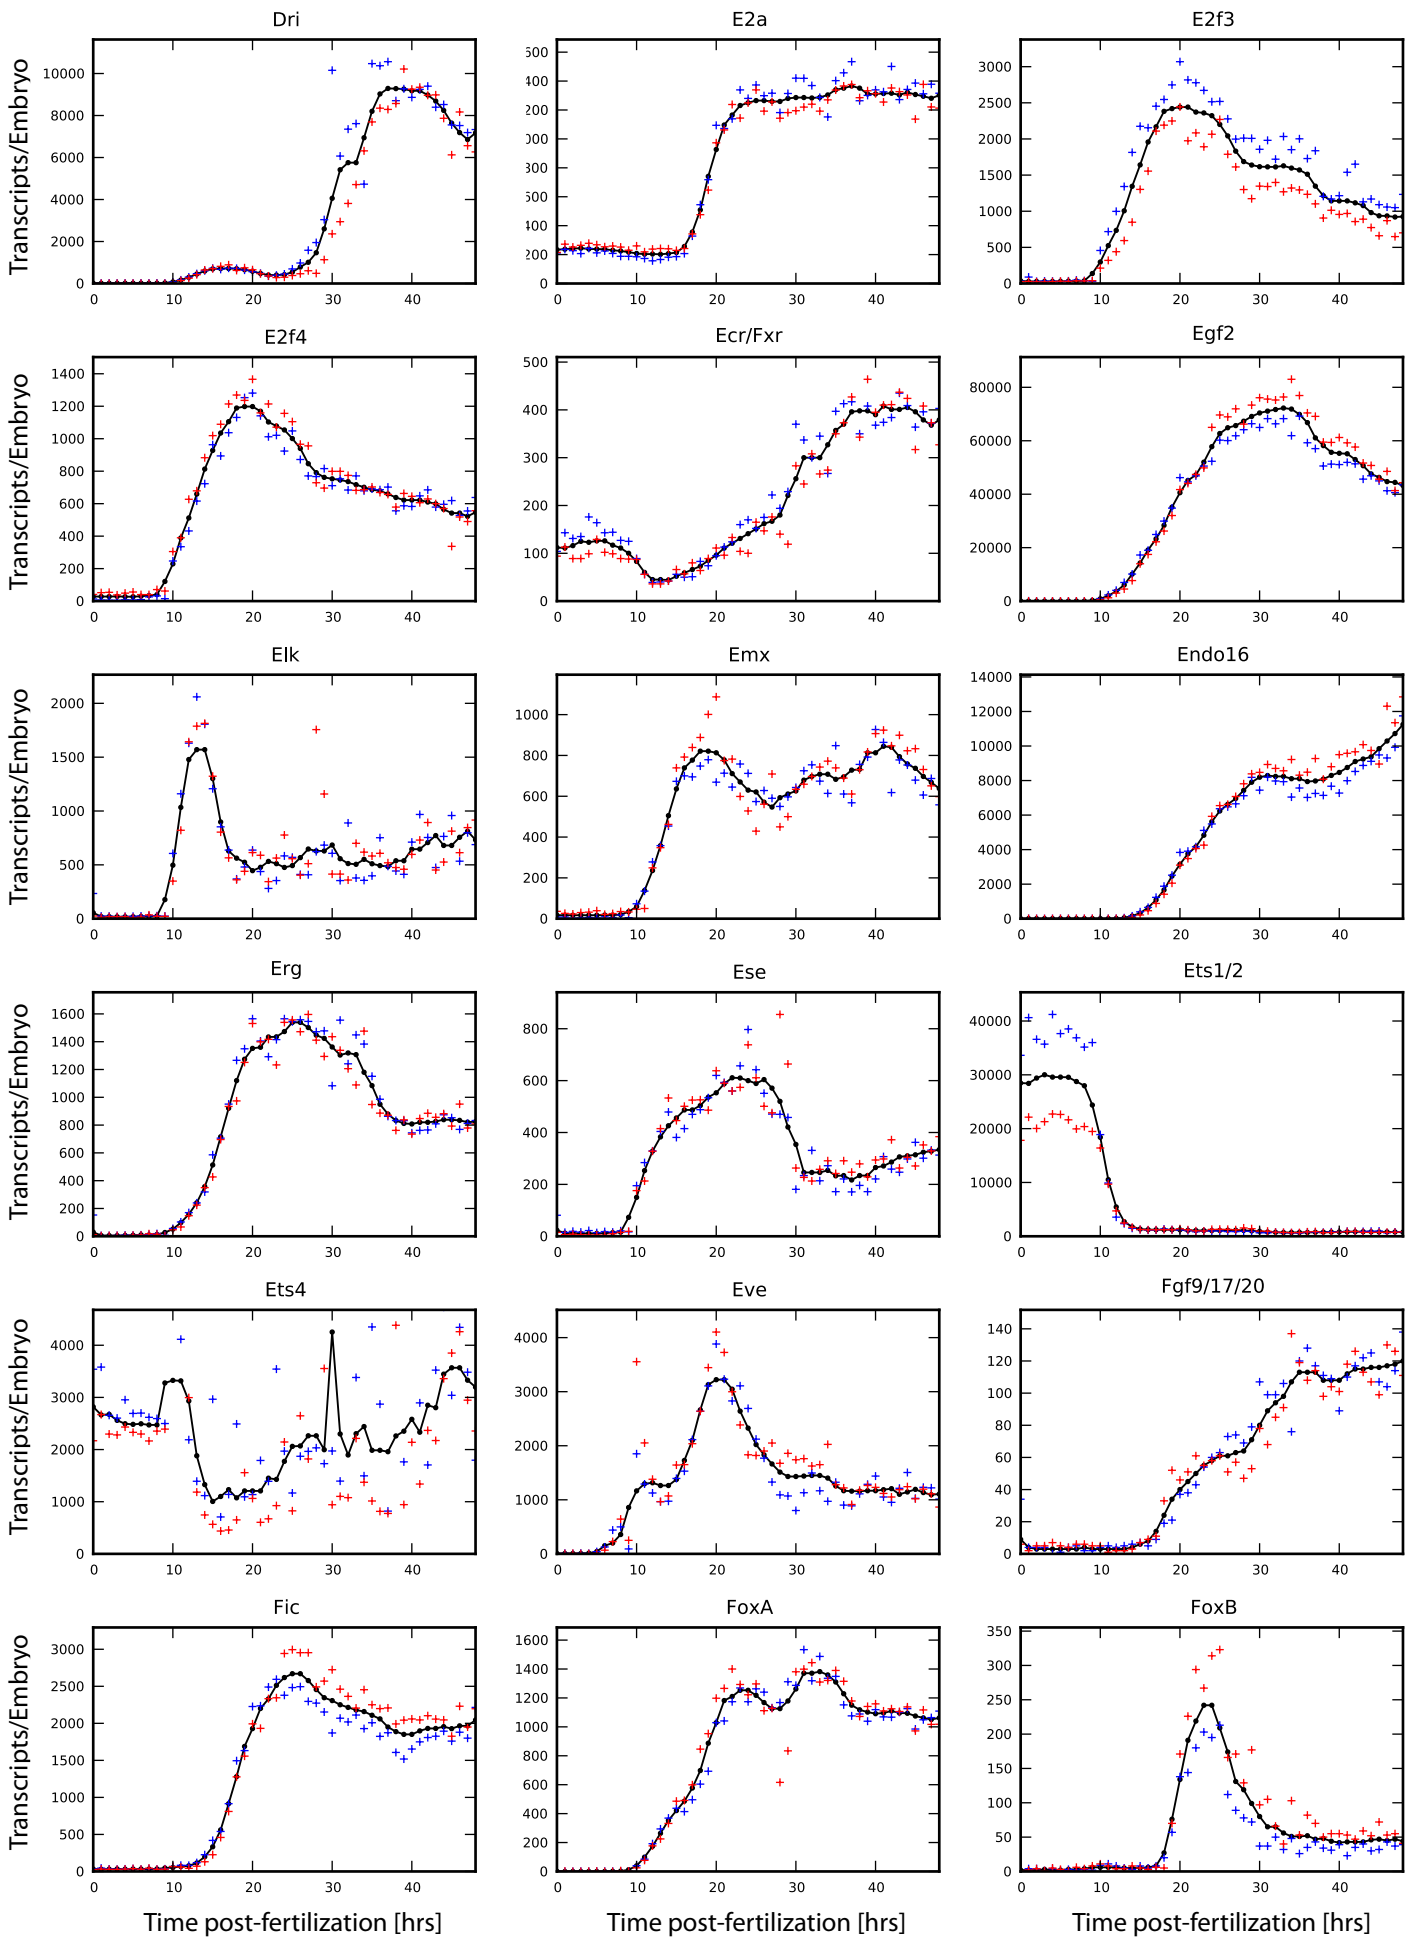 Dri
Transcripts/Embryo
10000
8000
6000
4000
2000
0
0 10 20 30 40
E2a
600
400
200
000
800
600
400
200
0
0 10 20 30 40
E2f3
3000
2500
2000
1500
1000
500
0
0 10 20 30 40
E2f4
Transcripts/Embryo
1400
1200
1000
800
600
400
200
0
0 10 20 30 40
Ecr/Fxr
500
400
300
200
100
0
0 10 20 30 40
Egf2
80000
60000
40000
20000
0
0 10 20 30 40
Elk
Transcripts/Embryo
2000
1500
1000
500
0
0 10 20 30 40
Emx
1000
800
600
400
200
0
0 10 20 30 40
Endo16
14000
12000
10000
8000
6000
4000
2000
0
0 10 20 30 40
Erg
Transcripts/Embryo
1600
1400
1200
1000
800
600
400
200
0
0 10 20 30 40
Ese
800
600
400
200
0
0 10 20 30 40
Ets1/2
40000
30000
20000
10000
0
0 10 20 30 40
Ets4
Transcripts/Embryo
4000
3000
2000
1000
0
0 10 20 30 40
Eve
4000
3000
2000
1000
0
0 10 20 30 40
Fgf9/17/20
140
120
100
80
60
40
20
0
0 10 20 30 40
Fic
Transcripts/Embryo
3000
2500
2000
1500
1000
500
0
0 10 20 30 40
Time post-fertilization [hrs]
FoxA
1600
1400
1200
1000
800
600
400
200
0
0 10 20 30 40
Time post-fertilization [hrs]
FoxB
350
300
250
200
150
100
50
0
0 10 20 30 40
Time post-fertilization [hrs]